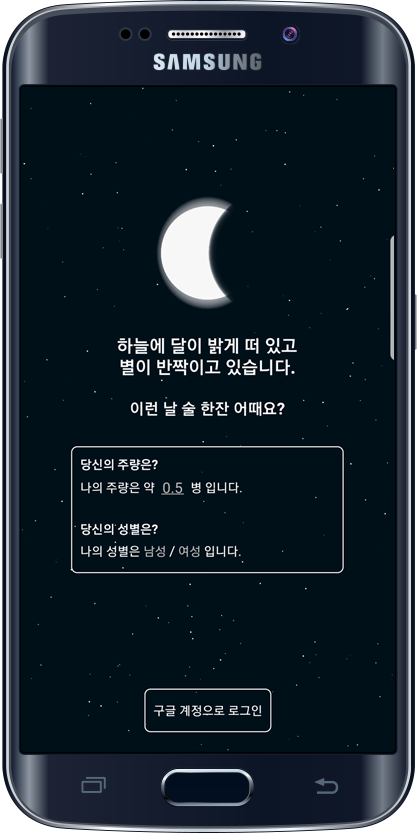 SAMSUNG
하늘에 달이 밝게 떠 있고
별이 반짝이고 있습니다.
이런 날 술 한잔 어때요?
당신의 주량은?
나의 주량은 약 0.5 병 입니다.
당신의 성별은?
나의 성별은 남성 / 여성 입니다.
구글 계정으로 로그인